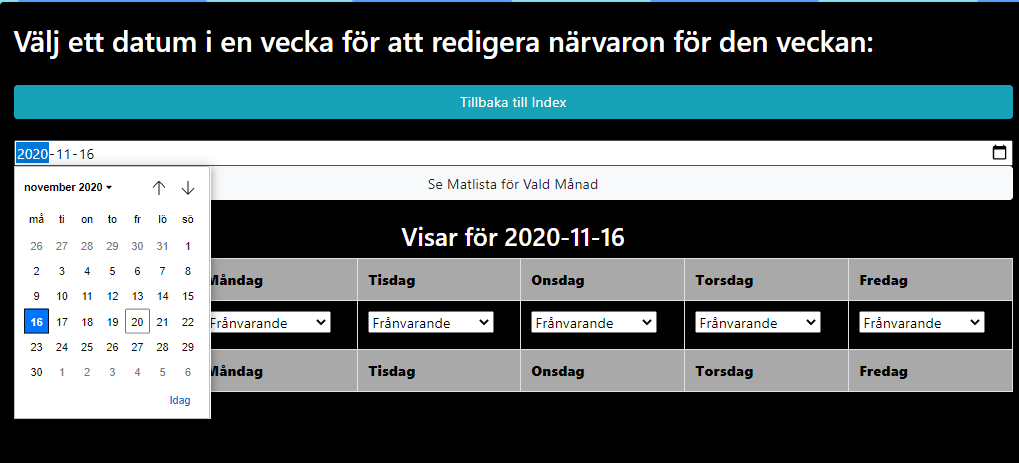 Välj ett datum i en vecka för att redigera närvaron för den veckan:
Tillbaka till Index
2020-11-16
Se Matlista för Vald Månad
november 2020
må ti on to fr lö sö
26 27 28 29 30 31 1
2 3 4 5 6 7 8
9 10 11 12 13 14 15
16 17 18 19 20 21 22
23 24 25 26 27 28 29
30 1 2 3 4 5 6
Idag
Visar för 2020-11-16
Måndag Tisdag Onsdag Torsdag Fredag
Frånvarande Frånvarande Frånvarande Frånvarande Frånvarande
Måndag Tisdag Onsdag Torsdag Fredag